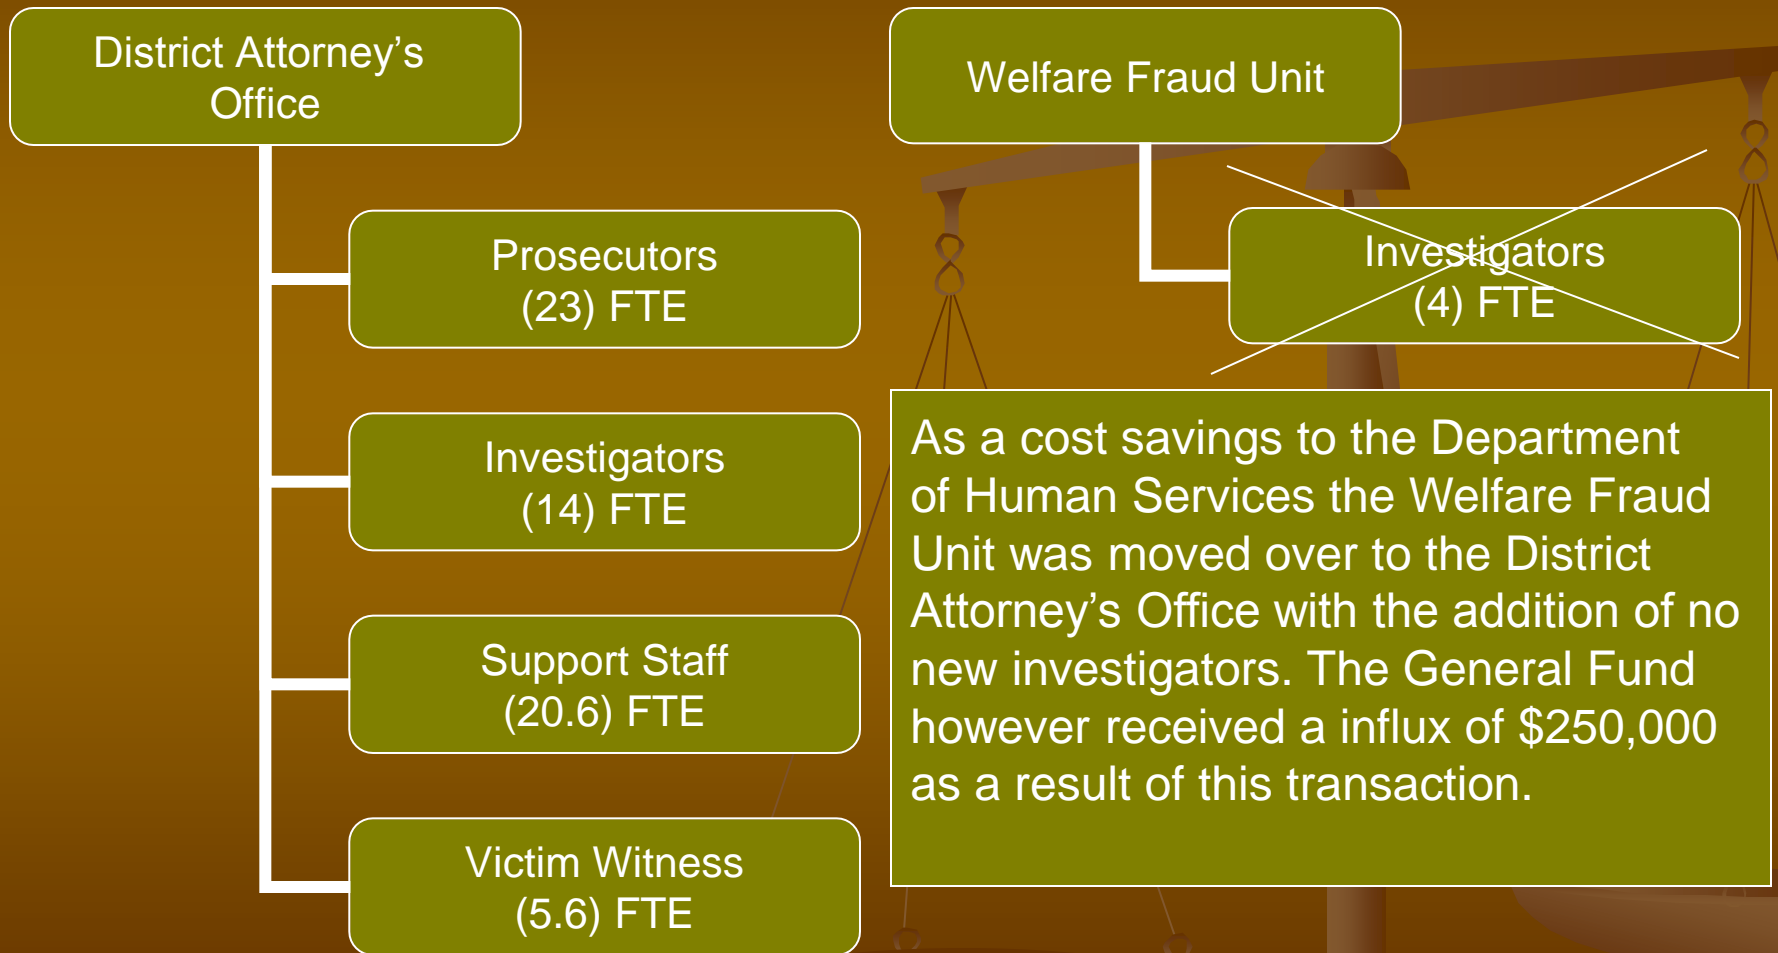 District Attorney’s
Office
Prosecutors
(23) FTE
Investigators
(14) FTE
Support Staff
(20.6) FTE
Victim Witness
(5.6) FTE
Welfare Fraud Unit
Investigators
(4) FTE
As a cost savings to the Department
of Human Services the Welfare Fraud
Unit was moved over to the District
Attorney’s Office with the addition of no
new investigators. The General Fund
however received a influx of $250,000
as a result of this transaction.